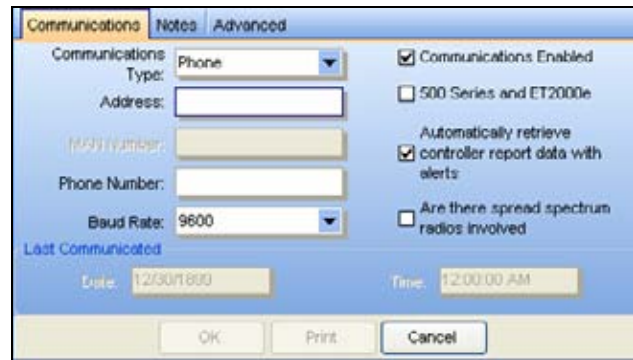 Communications Notes Advanced
Communications Type: Phone
Address:
MAN Number:
Phone Number:
Baud Rate: 9600
Communications Enabled
500 Series and ET2000e
Automatically retrieve
controller report data with
alerts
Are there spread spectrum
radios involved
Last Communicated
Date: 12/30/1899 Time: 12:00:00 AM
OK Print Cancel